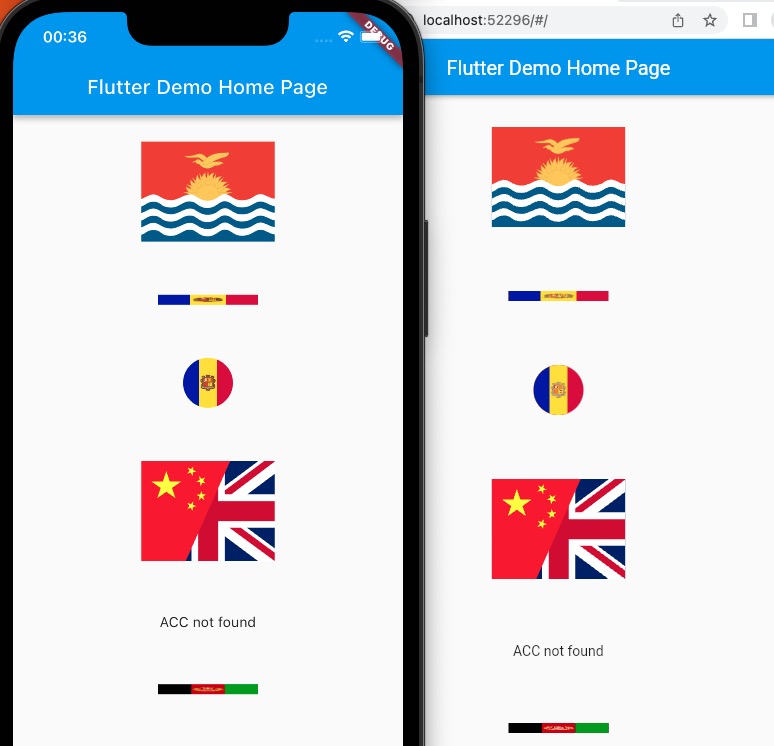 00:36
DEBUG
Flutter Demo Home Page
ACC not found
localhost:52296/#/
Flutter Demo Home Page
ACC not found